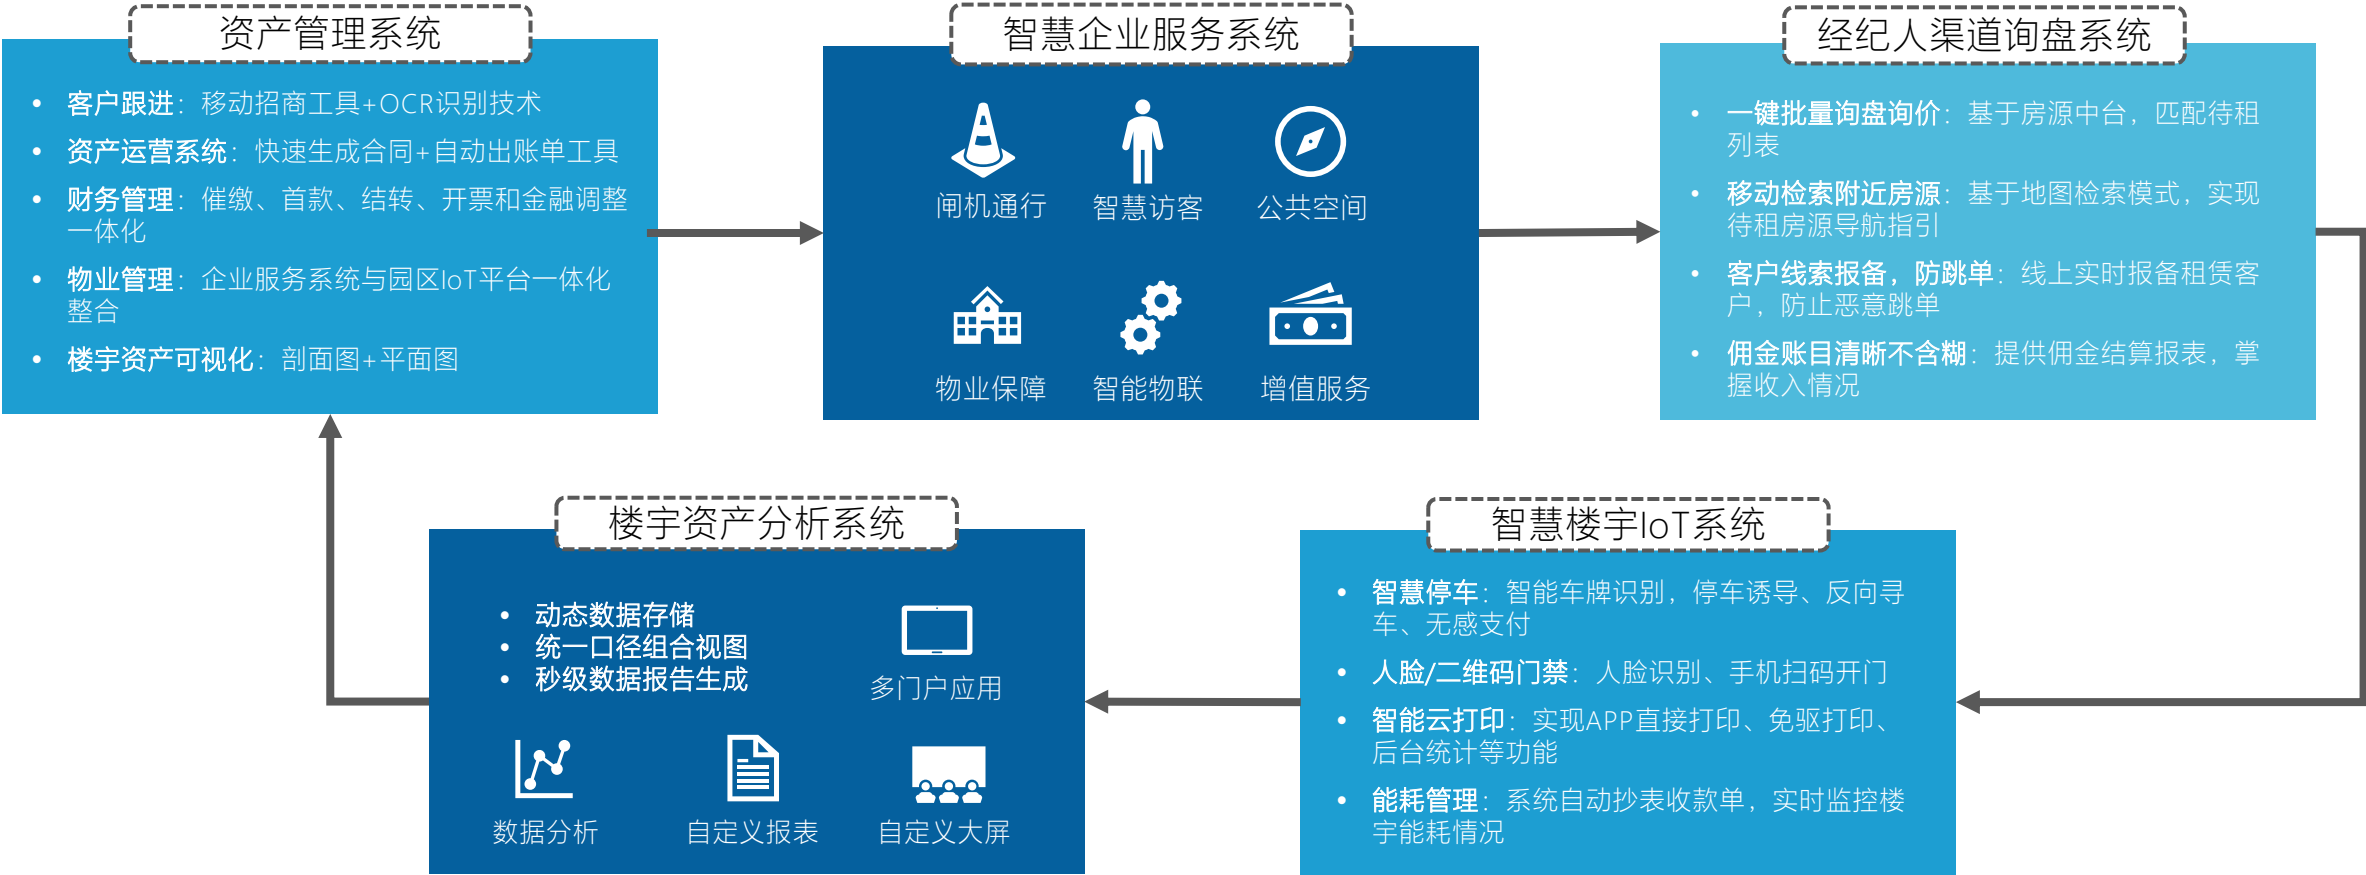 资产管理系统
• 客户跟进：移动招商工具+OCR识别技术
• 资产运营系统：快速生成合同+自动出账单工具
• 财务管理：催缴、首款、结转、开票和金融调整
一体化
• 物业管理：企业服务系统与园区IoT平台一体化
整合
• 楼宇资产可视化：剖面图+平面图
智慧企业服务系统
闸机通行
智慧访客
公共空间
物业保障
智能物联
增值服务
经纪人渠道询盘系统
• 一键批量询盘询价：基于房源中台，匹配待租
列表
• 移动检索附近房源：基于地图检索模式，实现
待租房源导航指引
• 客户线索报备，防跳单：线上实时报备租赁客
户，防止恶意跳单
• 佣金账目清晰不含糊：提供佣金结算报表，掌
握收入情况
楼宇资产分析系统
• 动态数据存储
• 统一口径组合视图
• 秒级数据报告生成
多门户应用
数据分析
自定义报表
自定义大屏
智慧楼宇IoT系统
• 智慧停车：智能车牌识别，停车诱导、反向寻
车、无感支付
• 人脸/二维码门禁：人脸识别、手机扫码开门
• 智能云打印：实现APP直接打印、免驱打印、
后台统计等功能
• 能耗管理：系统自动抄表收款单，实时监控楼
宇能耗情况